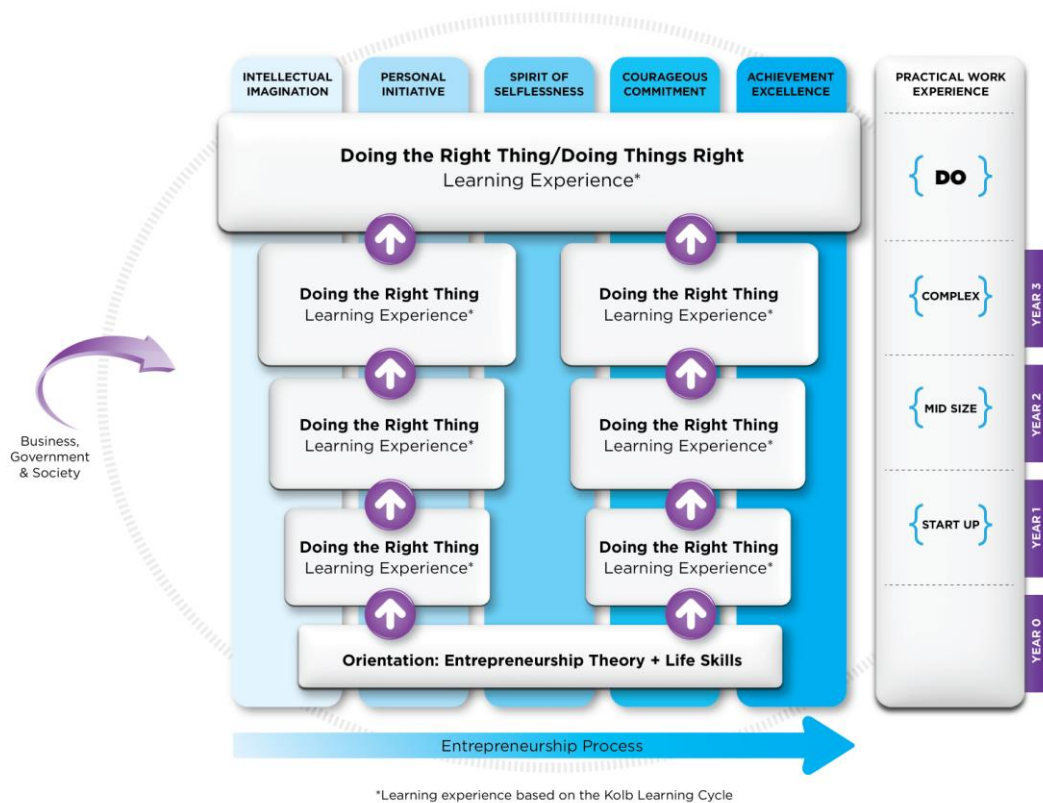 INTELLECTUAL
IMAGINATION
PERSONAL
INITIATIVE
SPIRIT OF
SELFLESSNESS
COURAGEOUS
COMMITMENT
ACHIEVEMENT
EXCELLENCE
PRACTICAL WORK
EXPERIENCE
Doing the Right Thing/Doing Things Right
Learning Experience*
{ DO }
Doing the Right Thing
Learning Experience*
Doing the Right Thing
Learning Experience*
{COMPLEX}
YEAR 3
Doing the Right Thing
Learning Experience*
Doing the Right Thing
Learning Experience*
{MID SIZE}
YEAR 2
Business,
Government
& Society
Doing the Right Thing
Learning Experience*
Doing the Right Thing
Learning Experience*
{START UP}
YEAR 1
Orientation: Entrepreneurship Theory + Life Skills
YEAR 0
Entrepreneurship Process
*Learning experience based on the Kolb Learning Cycle